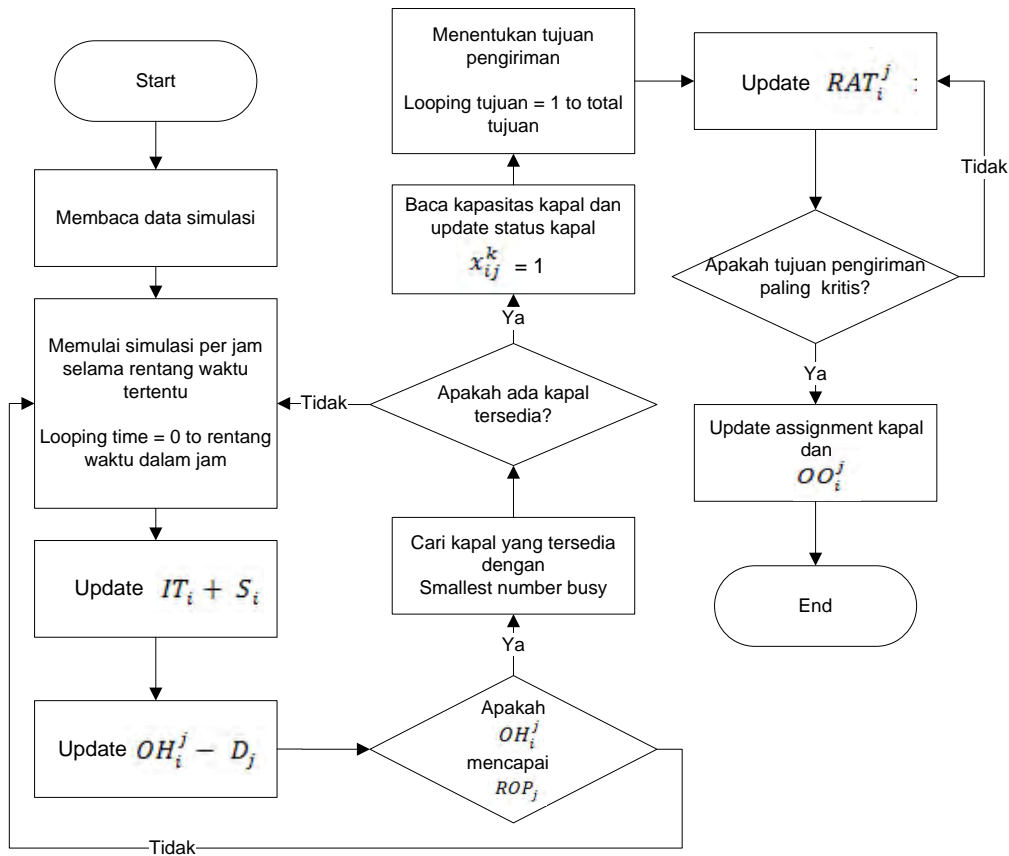 Start
Membaca data simulasi
Memulai simulasi per jam
selama rentang waktu
tertentu
Looping time = 0 to rentang
waktu dalam jam
Update $IT_i + S_i$
Update $OH_i^j - D_j$
Apakah
$OH_i^j$
mencapai
$ROP_j$
Tidak
Ya
Cari kapal yang tersedia
dengan
Smallest number busy
Apakah ada kapal
tersedia?
Tidak
Ya
Baca kapasitas kapal dan
update status kapal
$x_{ij}^k$ = 1
Menentukan tujuan
pengiriman
Looping tujuan = 1 to total
tujuan
Update $RAT_i^j$ :
Apakah tujuan pengiriman
paling kritis?
Tidak
Ya
Update assignment kapal
dan
$OO_i^j$
End